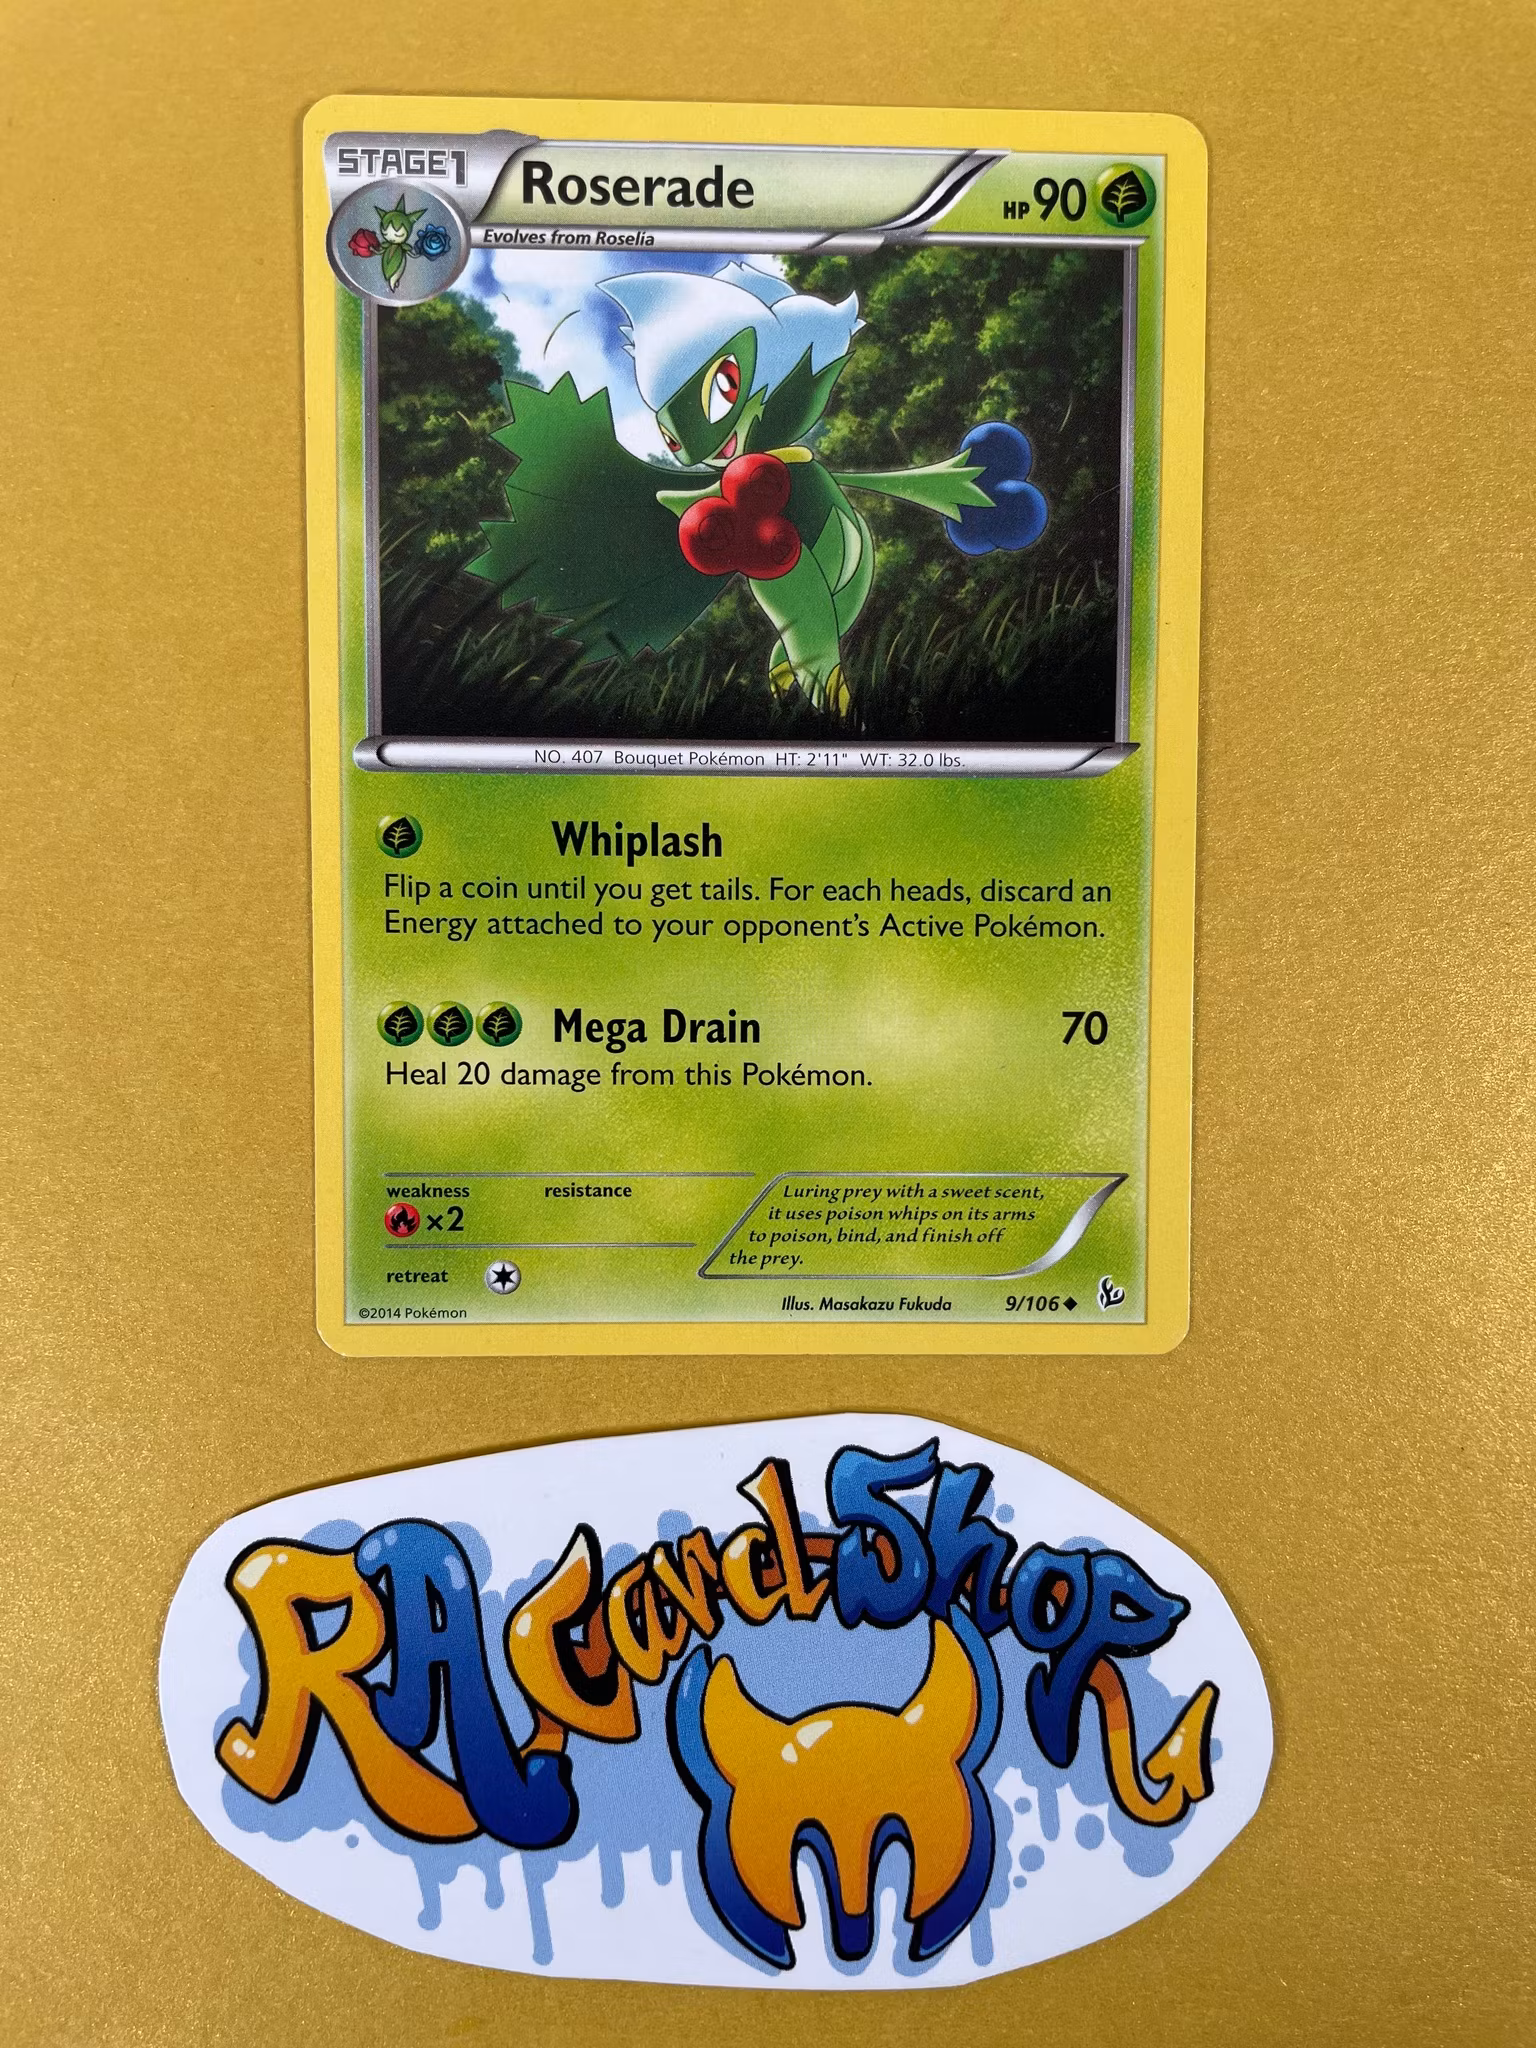 STAGE1
Roserade
HP 90
Evolves from Roselia
NO. 407 Bouquet Pokémon HT: 2'11" WT: 32.0 lbs.
Whiplash
Flip a coin until you get tails. For each heads, discard an
Energy attached to your opponent’s Active Pokémon.
Mega Drain 70
Heal 20 damage from this Pokémon.
weakness resistance
×2
retreat
Luring prey with a sweet scent,
it uses poison whips on its arms
to poison, bind, and finish off
the prey.
©2014 Pokémon
Illus. Masakazu Fukuda 9/106
RA Card Shop